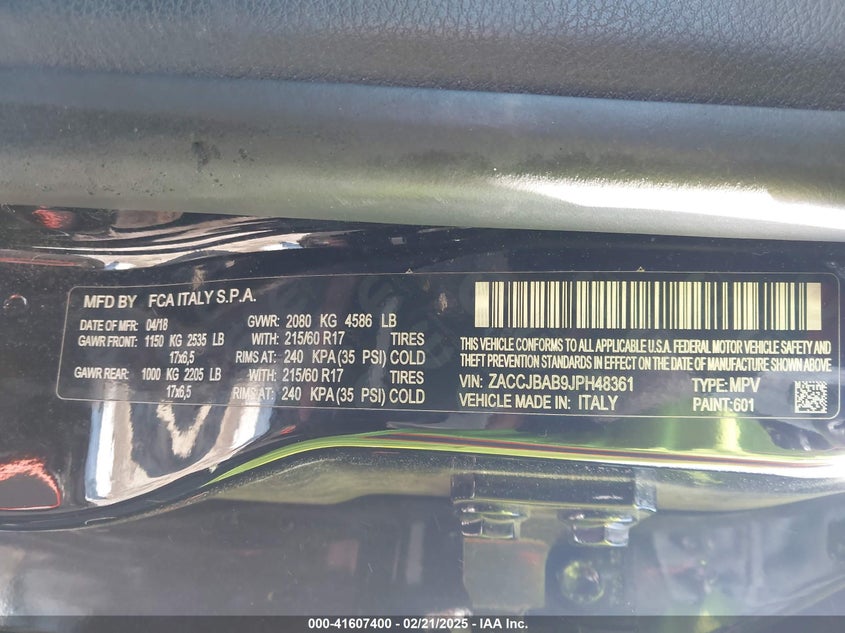 MFD BY FCA ITALY S.P.A.
DATE OF MFR 04/18 GVWR: 2080 KG 4586 LB
GAWR FRONT: 1150 KG 2535 LB WITH: 215/60 R17 TIRES
17x6,5 RIMS AT: 240 KPA (35 PSI) COLD
GAWR REAR: 1000 KG 2205 LB WITH: 215/60 R17 TIRES
17x6,5 RIMS AT: 240 KPA (35 PSI) COLD
THIS VEHICLE CONFORMS TO ALL APPLICABLE U.S.A. FEDERAL MOTOR VEHICLE SAFETY AND
THEFT PREVENTION STANDARDS IN EFFECT ON THE DATE OF MANUFACTURE SHOWN ABOVE
VIN: ZACCJBAB9JPH48361 TYPE: MPV
VEHICLE MADE IN: ITALY PAINT: 601
000-41607400 - 02/21/2025 - IAA Inc.